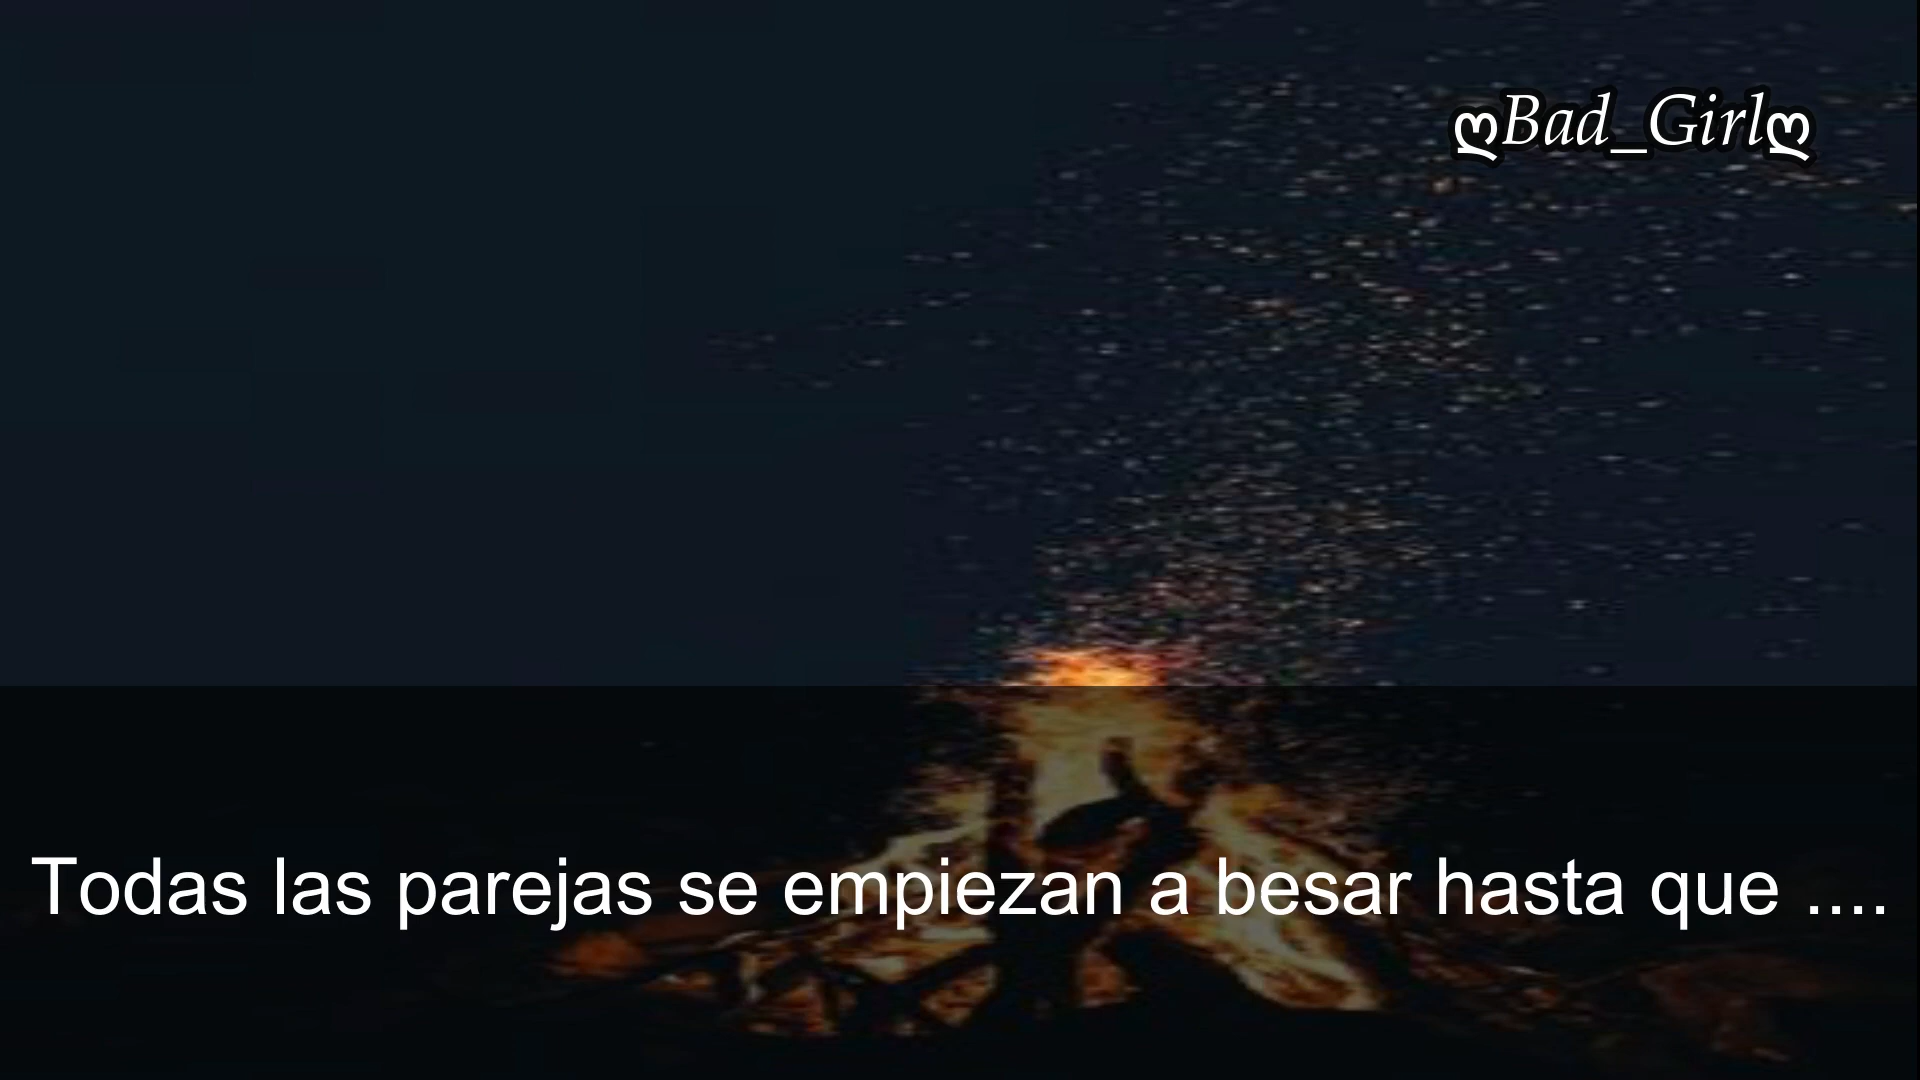 ღBad_Girlღ
Todas las parejas se empiezan a besar hasta que ....